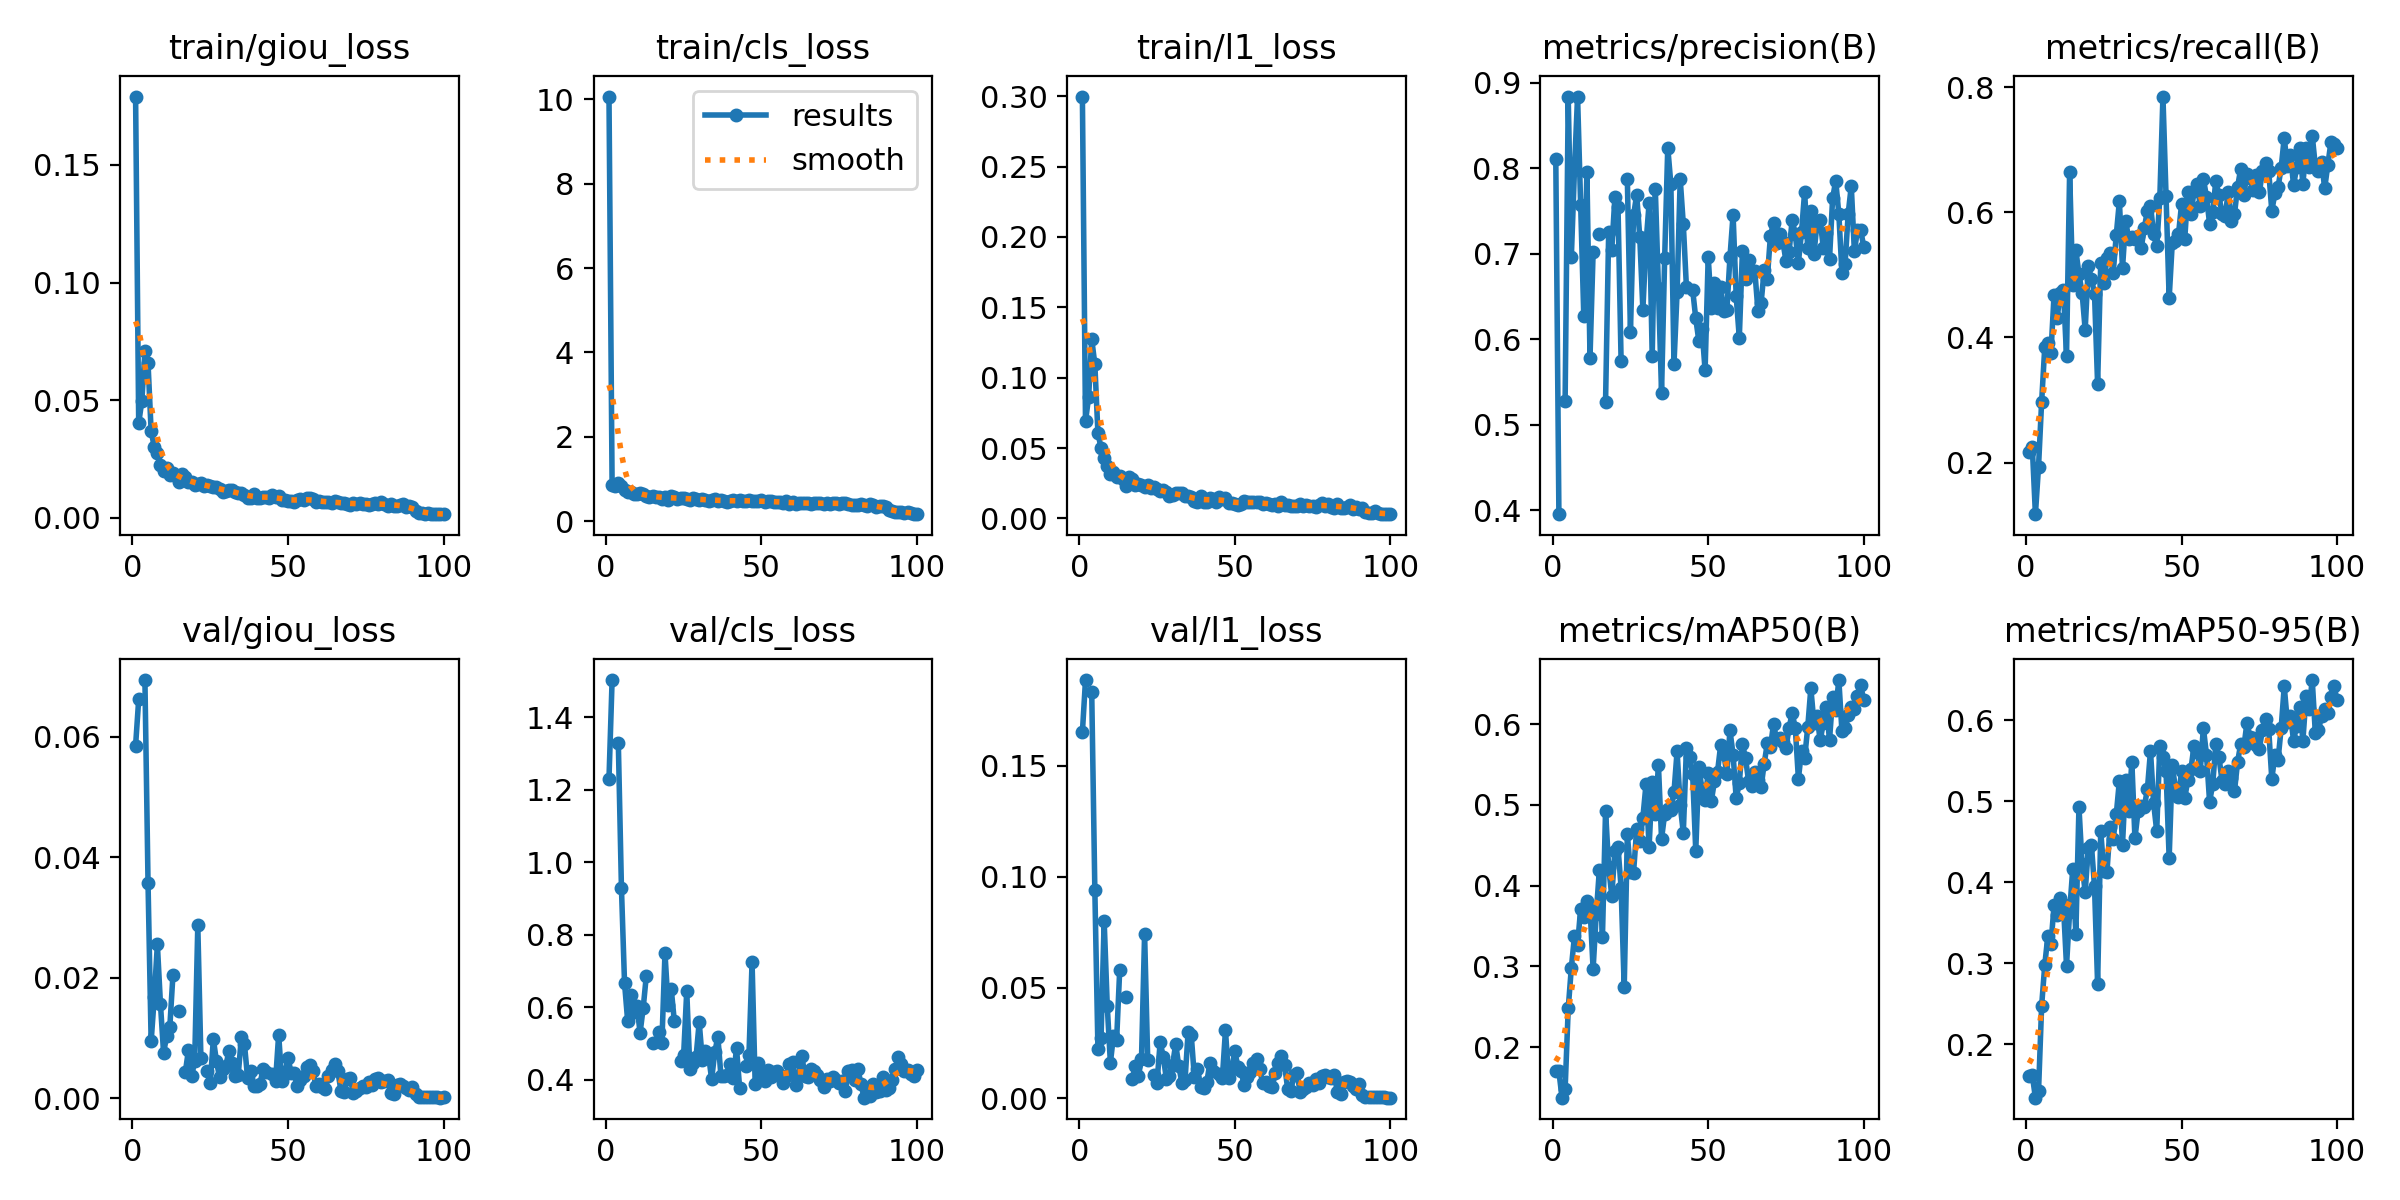 train/giou_loss
0.15
0.10
0.05
0.00
0 50 100
train/cls_loss
results
smooth
10
8
6
4
2
0
0 50 100
train/l1_loss
0.30
0.25
0.20
0.15
0.10
0.05
0.00
0 50 100
metrics/precision(B)
0.9
0.8
0.7
0.6
0.5
0.4
0 50 100
metrics/recall(B)
0.8
0.6
0.4
0.2
0 50 100
val/giou_loss
0.06
0.04
0.02
0.00
0 50 100
val/cls_loss
1.4
1.2
1.0
0.8
0.6
0.4
0 50 100
val/l1_loss
0.15
0.10
0.05
0.00
0 50 100
metrics/mAP50(B)
0.6
0.5
0.4
0.3
0.2
0 50 100
metrics/mAP50-95(B)
0.6
0.5
0.4
0.3
0.2
0 50 100